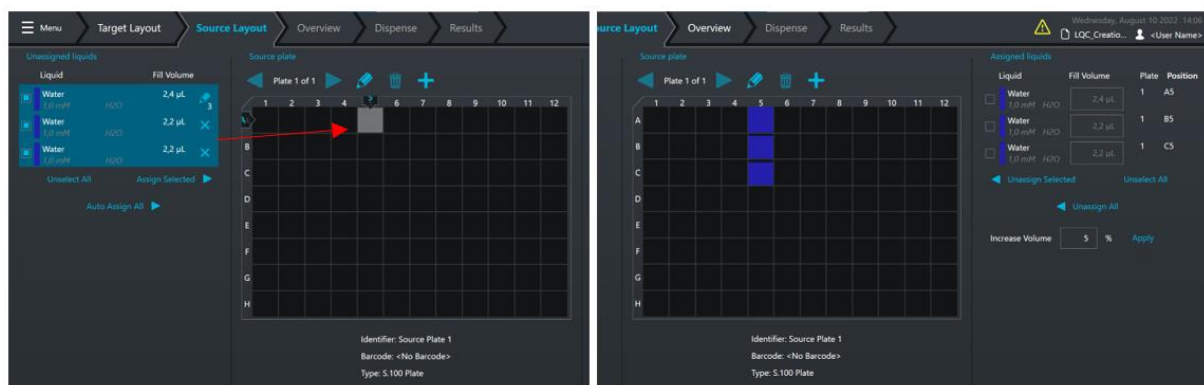 Menu Target Layout Source Layout Overview Dispense Results
Unassigned liquids
Liquid Fill Volume
Water 2,4 µL
1,0 mM H2O 3
Water 2,2 µL
1,0 mM H2O
Water 2,2 µL
1,0 mM H2O
Unselect All Assign Selected
Auto Assign All
Source plate
Plate 1 of 1
?
1 2 3 4 6 7 8 9 10 11 12
A
B
C
D
E
F
G
H
Identifier: Source Plate 1
Barcode: <No Barcode>
Type: S.100 Plate
ource Layout Overview Dispense Results
Wednesday, August 10 2022 14:06
LQC_Creatio... <User Name>
Source plate
Plate 1 of 1
1 2 3 4 5 6 7 8 9 10 11 12
A
B
C
D
E
F
G
H
Identifier: Source Plate 1
Barcode: <No Barcode>
Type: S.100 Plate
Assigned liquids
Liquid Fill Volume Plate Position
Water 2,4 µL 1 A5
1,0 mM H2O
Water 2,2 µL 1 B5
1,0 mM H2O
Water 2,2 µL 1 C5
1,0 mM H2O
Unassign Selected Unselect All
Unassign All
Increase Volume 5 % Apply